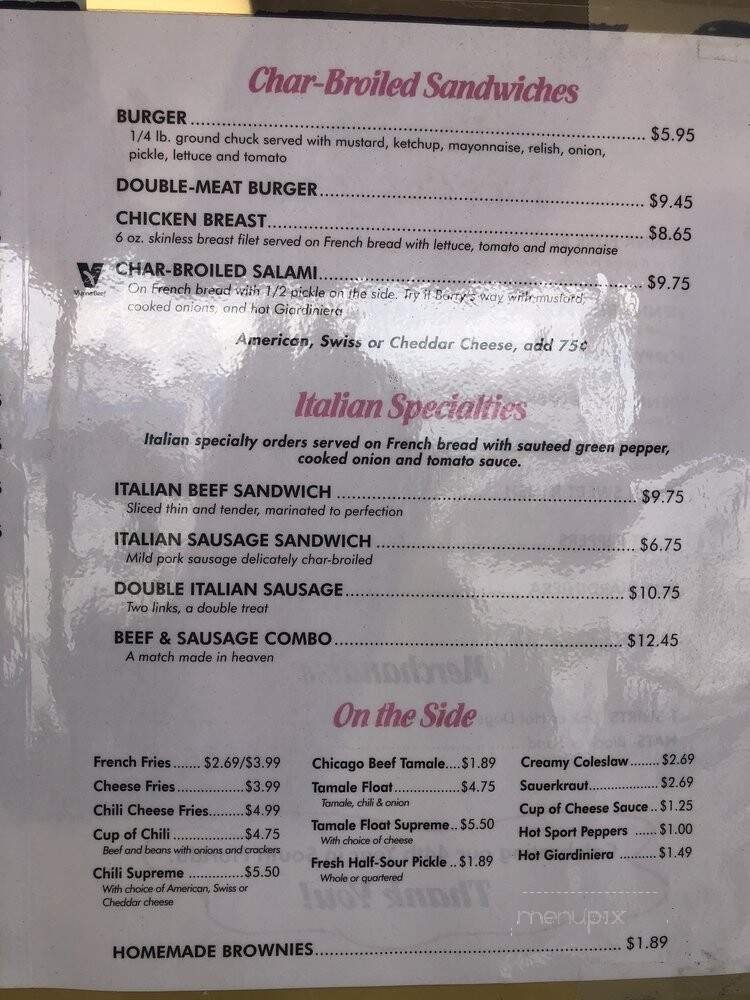 Char-Broiled Sandwiches
BURGER........ $5.95
1/4 lb. ground chuck served with mustard, ketchup, mayonnaise, relish, onion,
pickle, lettuce and tomato
DOUBLE-MEAT BURGER........ $9.45
CHICKEN BREAST........ $8.65
6 oz. skinless breast filet served on French bread with lettuce, tomato and mayonnaise
CHAR-BROILED SALAMI........ $9.75
On French bread with 1/2 pickle on the side. Try it Barry's way with mustard,
cooked onions, and hot Giardiniera
American, Swiss or Cheddar Cheese, add 75¢
Italian Specialties
Italian specialty orders served on French bread with sauteed green pepper,
cooked onion and tomato sauce.
ITALIAN BEEF SANDWICH ........ $9.75
Sliced thin and tender, marinated to perfection
ITALIAN SAUSAGE SANDWICH ........ $6.75
Mild pork sausage delicately char-broiled
DOUBLE ITALIAN SAUSAGE........ $10.75
Two links, a double treat
BEEF & SAUSAGE COMBO........ $12.45
A match made in heaven
On the Side
French Fries ....... $2.69/$3.99
Cheese Fries........ $3.99
Chili Cheese Fries........ $4.99
Cup of Chili ........ $4.75
Beef and beans with onions and crackers
Chili Supreme ........ $5.50
With choice of American, Swiss or
Cheddar cheese
Chicago Beef Tamale.... $1.89
Tamale Float........ $4.75
Tamale, chili & onion
Tamale Float Supreme.. $5.50
With choice of cheese
Fresh Half-Sour Pickle .. $1.89
Whole or quartered
Creamy Coleslaw........ $2.69
Sauerkraut........ $2.69
Cup of Cheese Sauce .. $1.25
Hot Sport Peppers ...... $1.00
Hot Giardiniera .......... $1.49
HOMEMADE BROWNIES........ $1.89
menupix